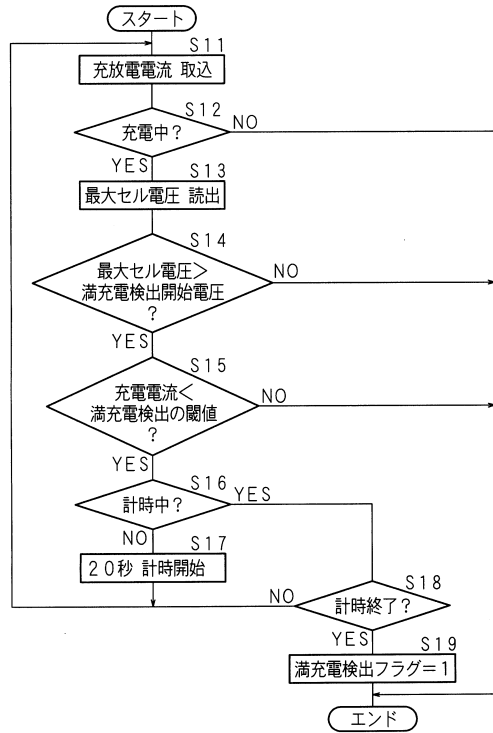 スタート
S11
充放電電流 取込
S12
充電中?
NO
YES
S13
最大セル電圧 読出
S14
最大セル電圧>
満充電検出開始電圧
?
NO
YES
S15
充電電流<
満充電検出の閾値
?
NO
YES
S16
計時中?
YES
NO
S17
20秒 計時開始
S18
計時終了?
NO
YES
S19
満充電検出フラグ=1
エンド